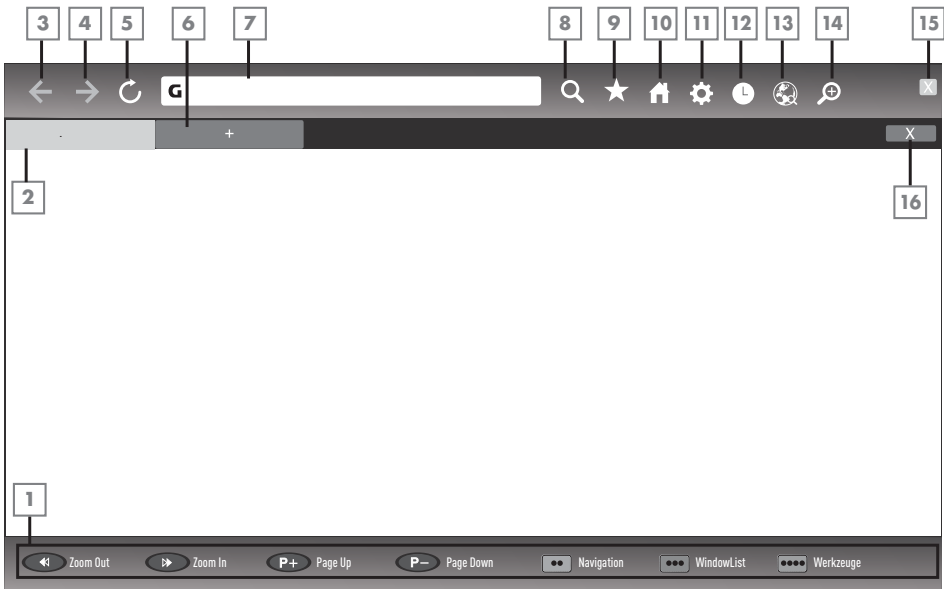 3 4 5 6 7 8 9 10 11 12 13 14 15
G X
- + X
2 16
1
Zoom Out Zoom In P+ Page Up P− Page Down Navigation WindowList Werkzeuge